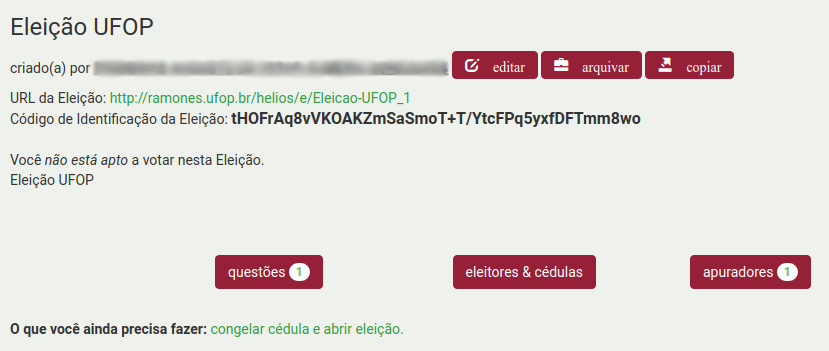 Eleição UFOP
criado(a) por editar arquivar copiar
URL da Eleição: http://ramones.ufop.br/helios/e/Eleicao-UFOP_1
Código de Identificação da Eleição: tHOFrAq8vVKOAKZmSaSmoT+T/YtcFPq5yxfDFTmm8wo
Você não está apto a votar nesta Eleição.
Eleição UFOP
questões 1 eleitores & cédulas apuradores 1
O que você ainda precisa fazer: congelar cédula e abrir eleição.